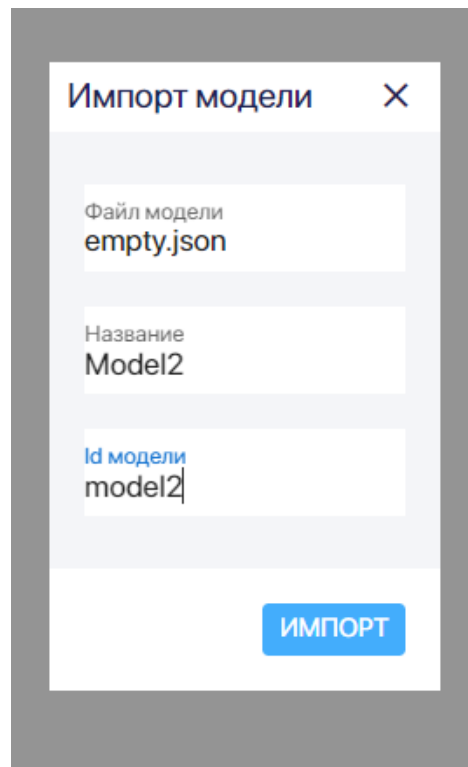 Импорт модели
Файл модели
empty.json
Название
Model2
Id модели
model2
ИМПОРТ